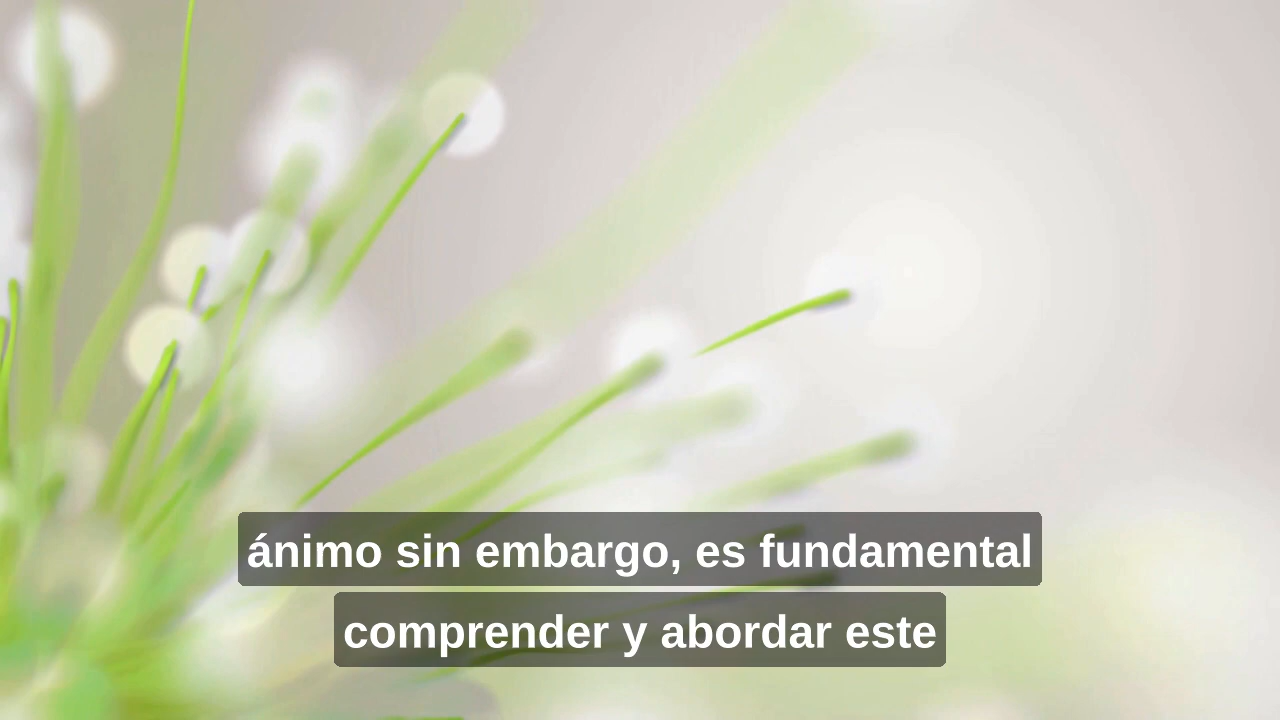 ánimo sin embargo, es fundamental
comprender y abordar este